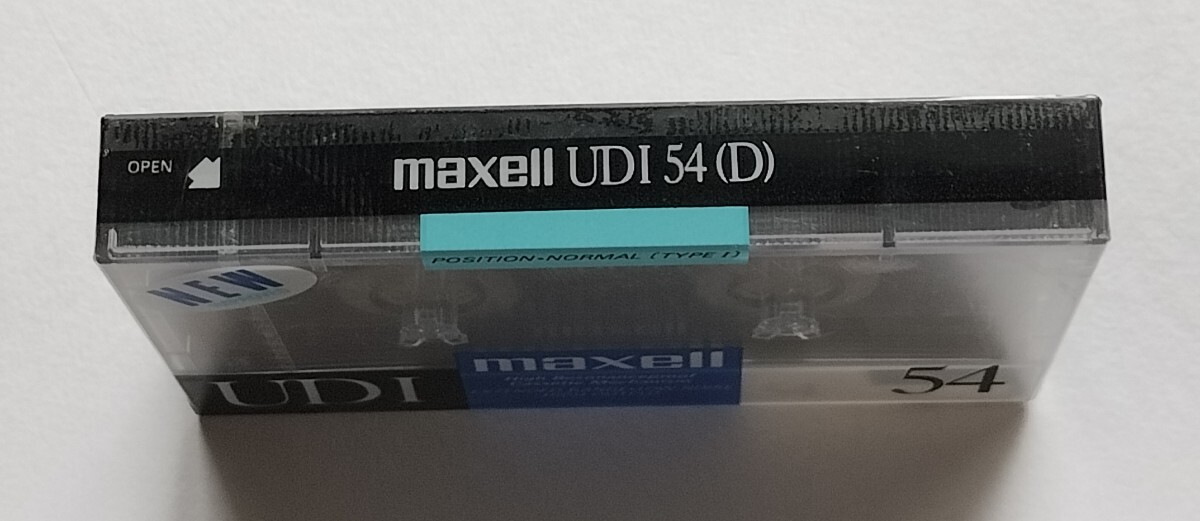 OPEN
maxell UDI 54 (D)
POSITION•NORMAL (TYPE I)
NEW
maxell
UDI
54